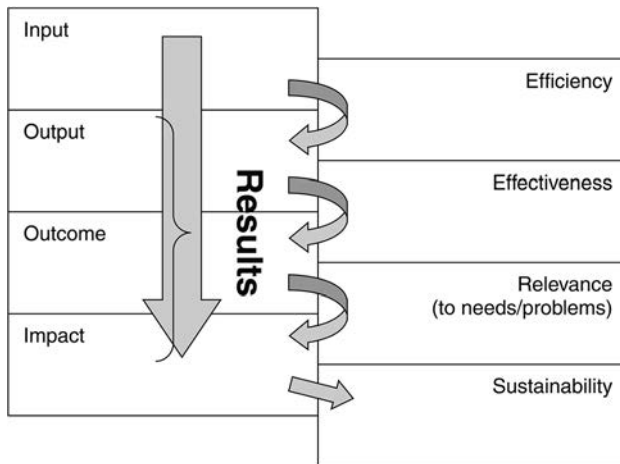 Input
Efficiency
Output
Effectiveness
Results
Outcome
Relevance
(to needs/problems)
Impact
Sustainability